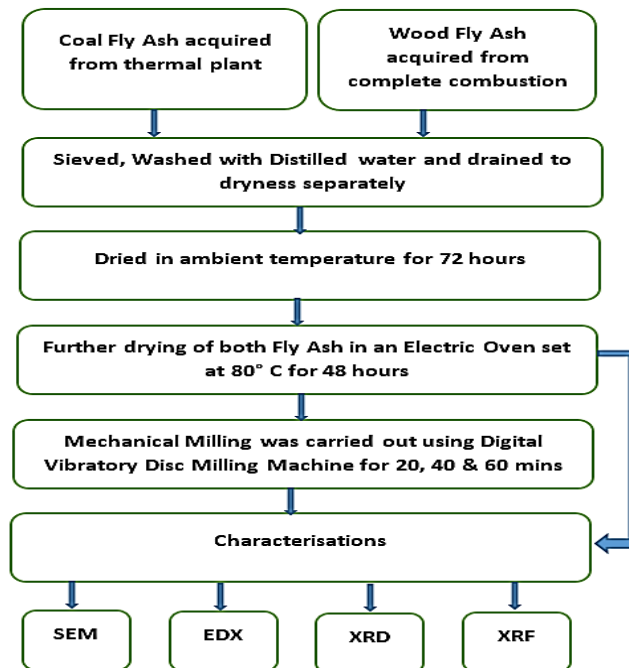 Coal Fly Ash acquired
from thermal plant
Wood Fly Ash
acquired from
complete combustion
Sieved, Washed with Distilled water and drained to
dryness separately
Dried in ambient temperature for 72 hours
Further drying of both Fly Ash in an Electric Oven set
at 80° C for 48 hours
Mechanical Milling was carried out using Digital
Vibratory Disc Milling Machine for 20, 40 & 60 mins
Characterisations
SEM
EDX
XRD
XRF